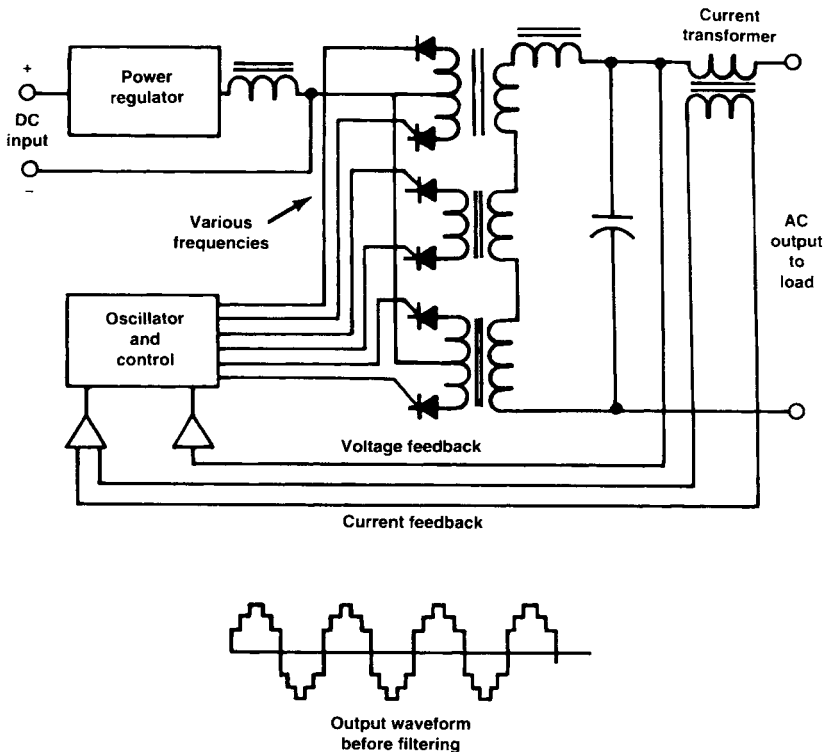 Current
transformer
+
Power
regulator
DC
input
–
Various
frequencies
AC
output
to
load
Oscillator
and
control
Voltage feedback
Current feedback
Output waveform
before filtering